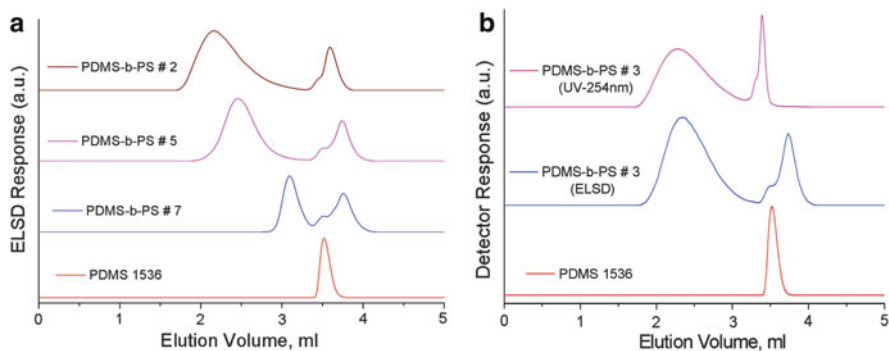 a
ELSD Response (a.u.)
PDMS-b-PS # 2
PDMS-b-PS # 5
PDMS-b-PS # 7
PDMS 1536
0 1 2 3 4 5
Elution Volume, ml
b
Detector Response (a.u.)
PDMS-b-PS # 3
(UV-254nm)
PDMS-b-PS # 3
(ELSD)
PDMS 1536
0 1 2 3 4 5
Elution Volume, ml